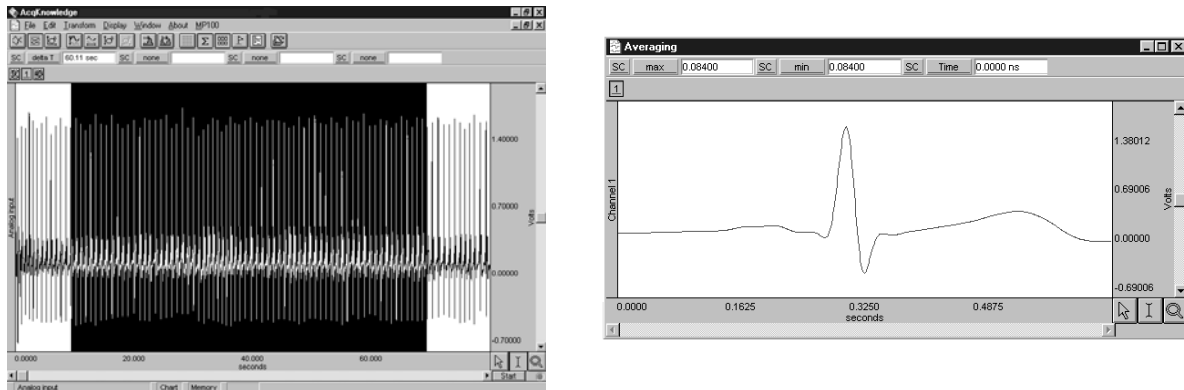 AcqKnowledge
File Edit Transform Display Window About MP100
SC delta T 60.11 sec SC none SC none SC none
1
Analog input
1.40000
0.70000
0.00000
-0.70000
Volts
0.0000 20.000 40.000 60.000
seconds
Start
Analog input Chart Memory
Averaging
SC max 0.08400 SC min 0.08400 SC Time 0.0000 ns
1
Channel 1
1.38012
0.69006
0.00000
-0.69006
Volts
0.0000 0.1625 0.3250 0.4875
seconds